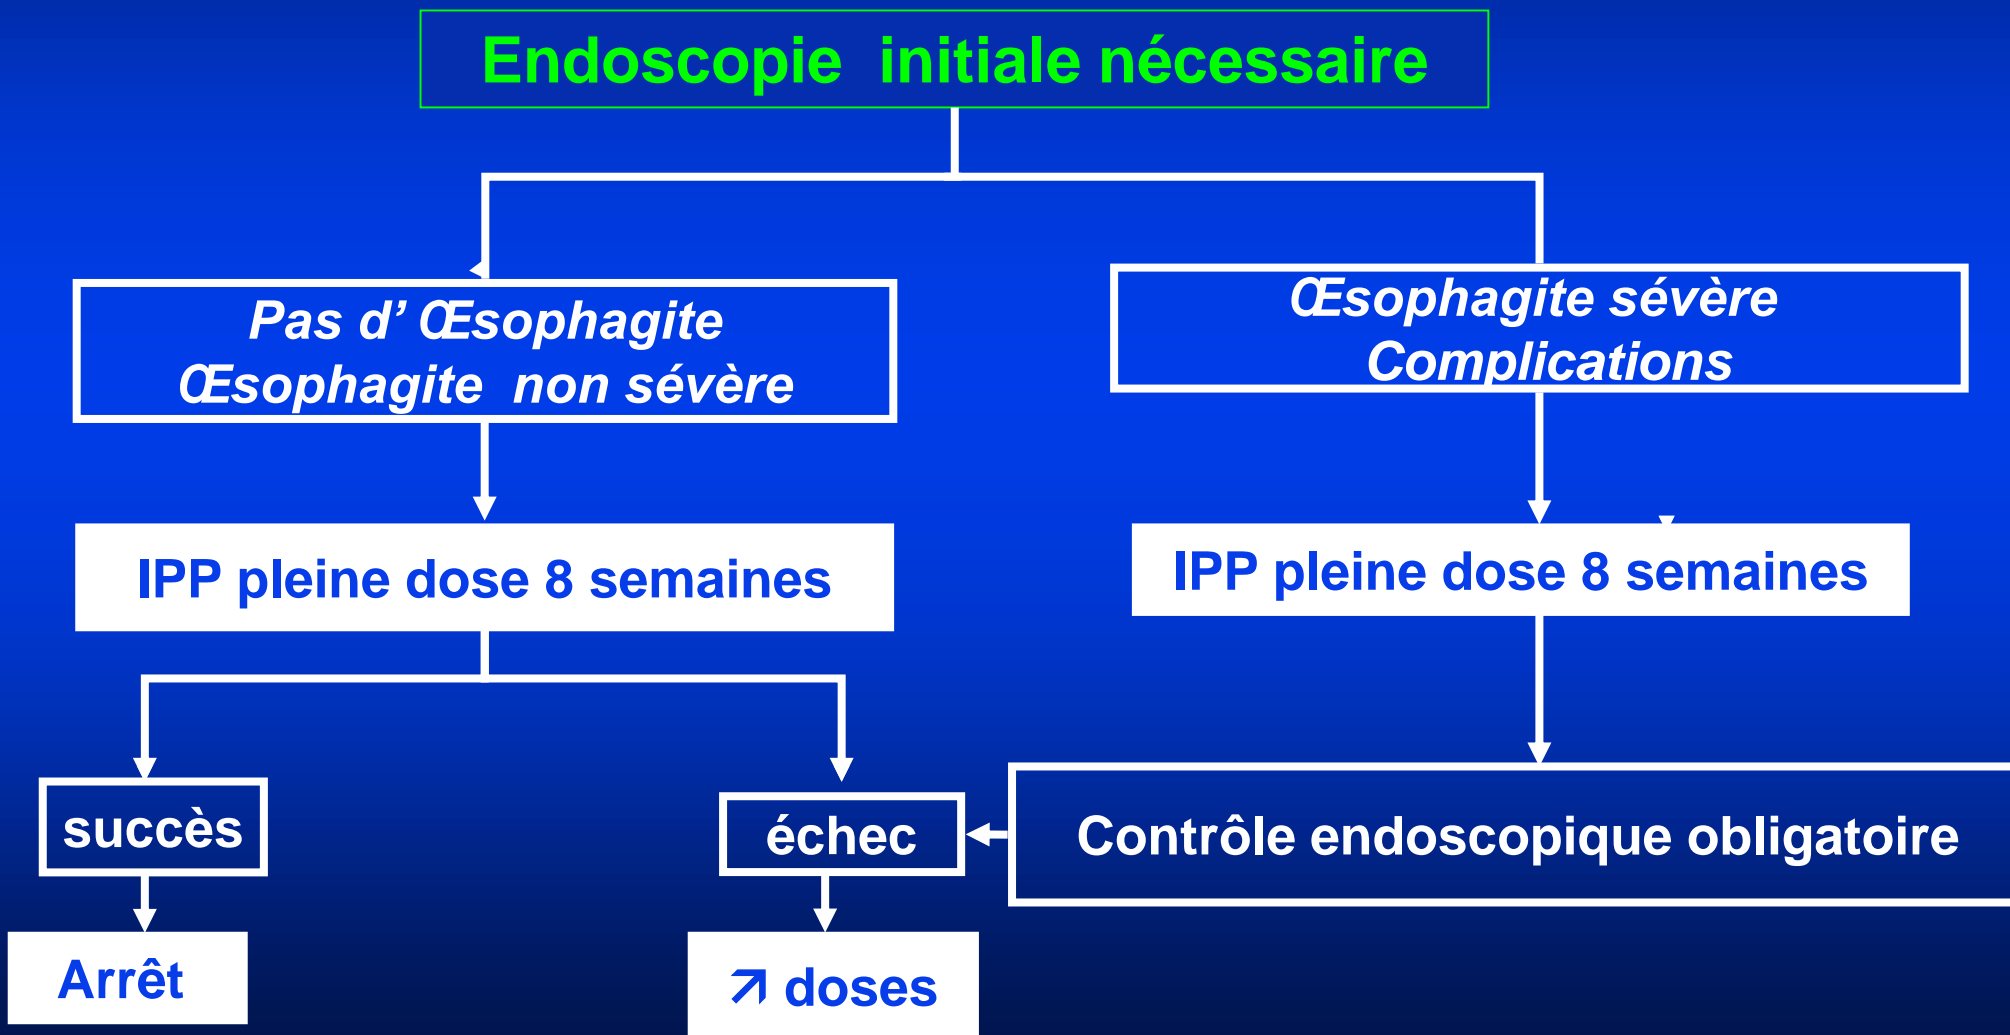 Endoscopie initiale nécessaire
Pas d’ Œsophagite
Œsophagite non sévère
Œsophagite sévère
Complications
IPP pleine dose 8 semaines
IPP pleine dose 8 semaines
succès
échec
Contrôle endoscopique obligatoire
Arrêt
↗ doses